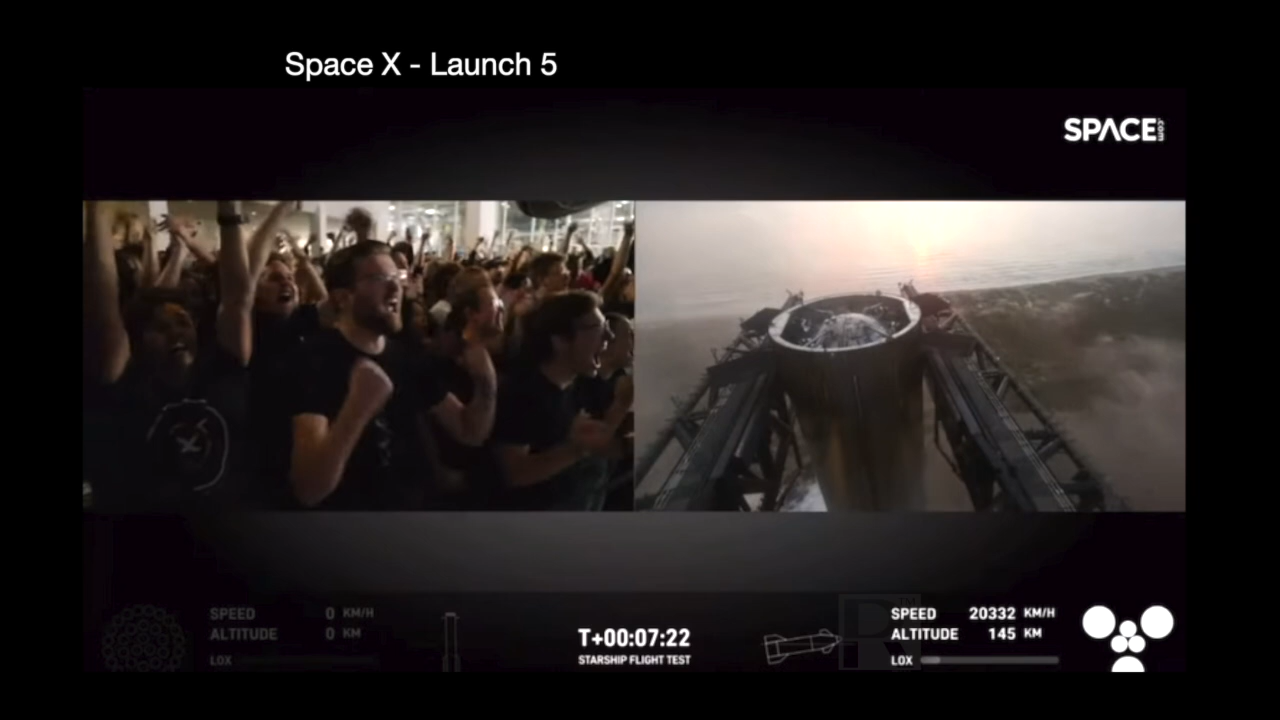 Space X - Launch 5
SPACE.com
SPEED 0 KM/H
ALTITUDE 0 KM
LOX
T+00:07:22
STARSHIP FLIGHT TEST
SPEED 20332 KM/H
ALTITUDE 145 KM
LOX